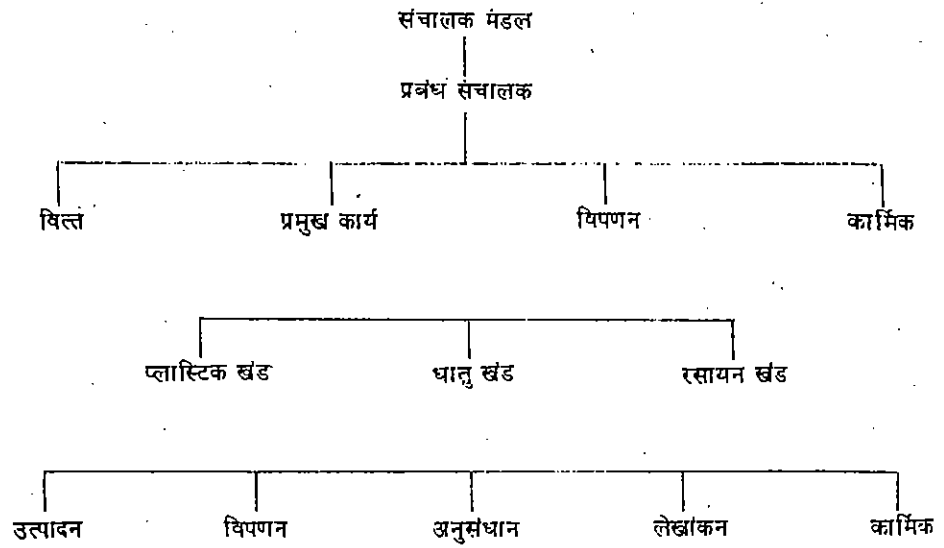 संचालक मंडल
प्रबंध संचालक
वित्त प्रमुख कार्य विपणन कार्मिक
प्लास्टिक खंड धातु खंड रसायन खंड
उत्पादन विपणन अनुसंधान लेखांकन कार्मिक